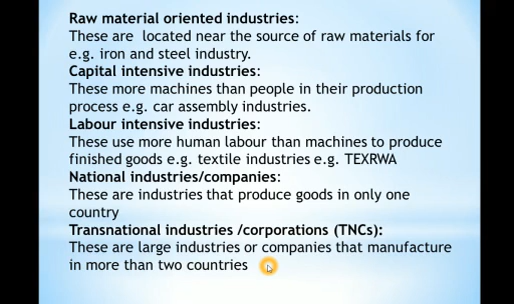 Raw material oriented industries:
These are located near the source of raw materials for
e.g. iron and steel industry.
Capital intensive industries:
These more machines than people in their production
process e.g. car assembly industries.
Labour intensive industries:
These use more human labour than machines to produce
finished goods e.g. textile industries e.g. TEXRWA
National industries/companies:
These are industries that produce goods in only one
country
Transnational industries /corporations (TNCs):
These are large industries or companies that manufacture
in more than two countries